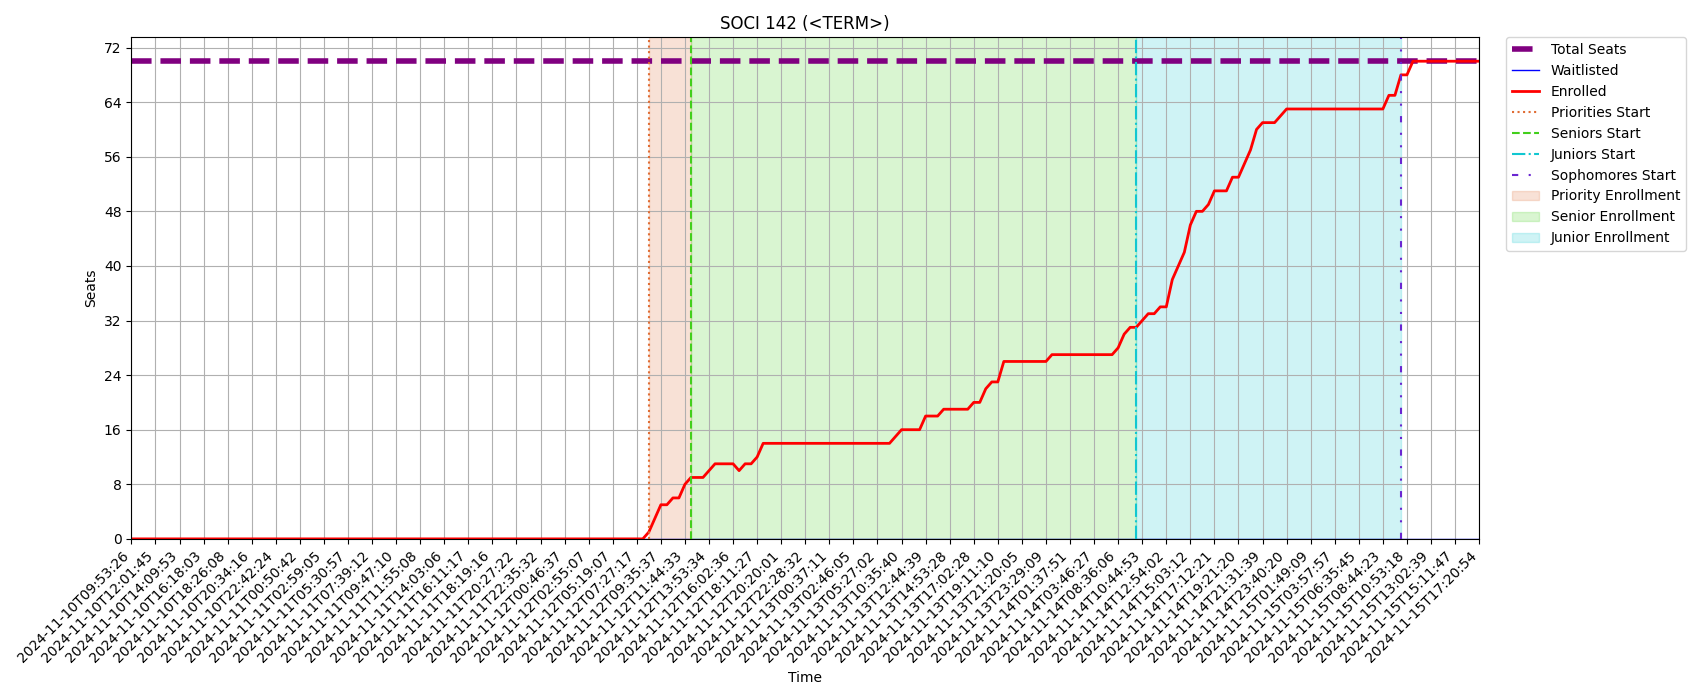 SOCI 142 (<TERM>)
72
64
56
48
40
32
24
16
8
0
Seats
Total Seats
Waitlisted
Enrolled
Priorities Start
Seniors Start
Juniors Start
Sophomores Start
Priority Enrollment
Senior Enrollment
Junior Enrollment
2024-11-10T09:53:26
2024-11-10T12:01:45
2024-11-10T14:09:53
2024-11-10T16:18:03
2024-11-10T18:26:08
2024-11-10T20:34:16
2024-11-10T22:42:24
2024-11-11T00:50:42
2024-11-11T02:59:05
2024-11-11T05:30:57
2024-11-11T07:39:12
2024-11-11T09:47:10
2024-11-11T11:55:08
2024-11-11T14:03:06
2024-11-11T16:11:17
2024-11-11T18:19:16
2024-11-11T20:27:22
2024-11-11T22:35:32
2024-11-12T00:46:37
2024-11-12T02:55:07
2024-11-12T05:19:07
2024-11-12T07:27:17
2024-11-12T09:35:37
2024-11-12T11:44:33
2024-11-12T13:53:34
2024-11-12T16:02:36
2024-11-12T18:11:27
2024-11-12T20:20:01
2024-11-12T22:28:32
2024-11-13T00:37:11
2024-11-13T02:46:05
2024-11-13T05:27:02
2024-11-13T10:35:40
2024-11-13T12:44:39
2024-11-13T14:53:28
2024-11-13T17:02:28
2024-11-13T19:11:10
2024-11-13T21:20:05
2024-11-13T23:29:09
2024-11-14T01:37:51
2024-11-14T03:46:27
2024-11-14T08:36:06
2024-11-14T10:44:53
2024-11-14T12:54:02
2024-11-14T15:03:12
2024-11-14T17:12:21
2024-11-14T19:21:20
2024-11-14T21:31:39
2024-11-14T23:40:20
2024-11-15T01:49:09
2024-11-15T03:57:57
2024-11-15T06:35:45
2024-11-15T08:44:23
2024-11-15T10:53:18
2024-11-15T13:02:39
2024-11-15T15:11:47
2024-11-15T17:20:54
Time